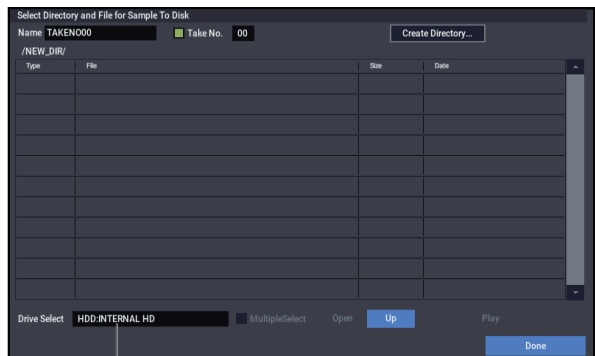 Select Directory and File for Sample To Disk
Name TAKENO00 Take No. 00 Create Directory...
/NEW_DIR/
Type File Size Date
Drive Select HDD:INTERNAL HD MultipleSelect Open Up Play
Done